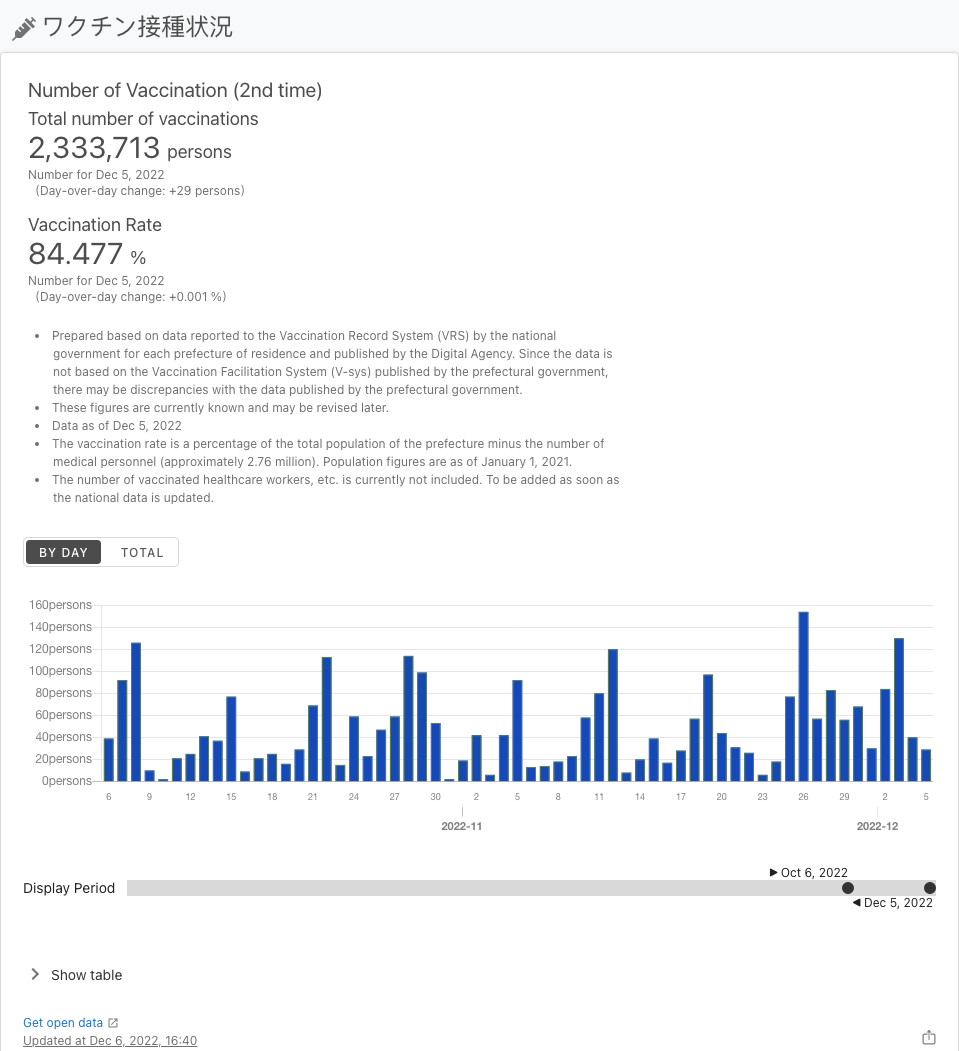 ワクチン接種状況
Number of Vaccination (2nd time)
Total number of vaccinations
2,333,713 persons
Number for Dec 5, 2022
(Day-over-day change: +29 persons)
Vaccination Rate
84.477 %
Number for Dec 5, 2022
(Day-over-day change: +0.001 %)
• Prepared based on data reported to the Vaccination Record System (VRS) by the national
government for each prefecture of residence and published by the Digital Agency. Since the data is
not based on the Vaccination Facilitation System (V-sys) published by the prefectural government,
there may be discrepancies with the data published by the prefectural government.
• These figures are currently known and may be revised later.
• Data as of Dec 5, 2022
• The vaccination rate is a percentage of the total population of the prefecture minus the number of
medical personnel (approximately 2.76 million). Population figures are as of January 1, 2021.
• The number of vaccinated healthcare workers, etc. is currently not included. To be added as soon as
the national data is updated.
BY DAY TOTAL
160persons
140persons
120persons
100persons
80persons
60persons
40persons
20persons
0persons
6 9 12 15 18 21 24 27 30 2 5 8 11 14 17 20 23 26 29 2 5
2022-11 2022-12
▶ Oct 6, 2022
Display Period
◀ Dec 5, 2022
Show table
Get open data
Updated at Dec 6, 2022, 16:40